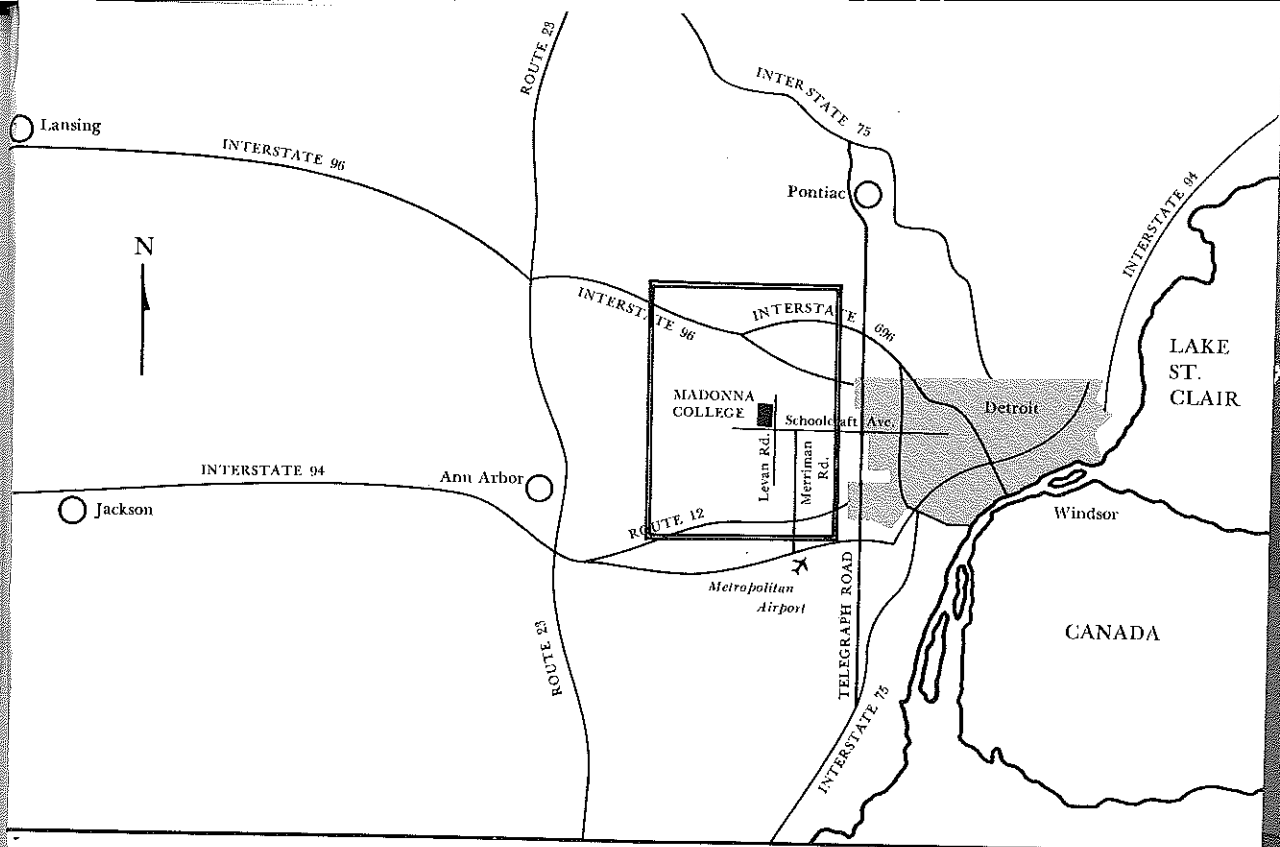 ROUTE 23
INTERSTATE 75
Lansing
INTERSTATE 96
Pontiac
INTERSTATE 94
N
INTERSTATE 96
INTERSTATE 696
LAKE
ST.
CLAIR
MADONNA
COLLEGE
Schoolcraft Ave.
Detroit
Levan Rd.
Merriman
Rd.
INTERSTATE 94
Ann Arbor
Jackson
ROUTE 12
Windsor
Metropolitan
Airport
TELEGRAPH ROAD
CANADA
ROUTE 23
INTERSTATE 75